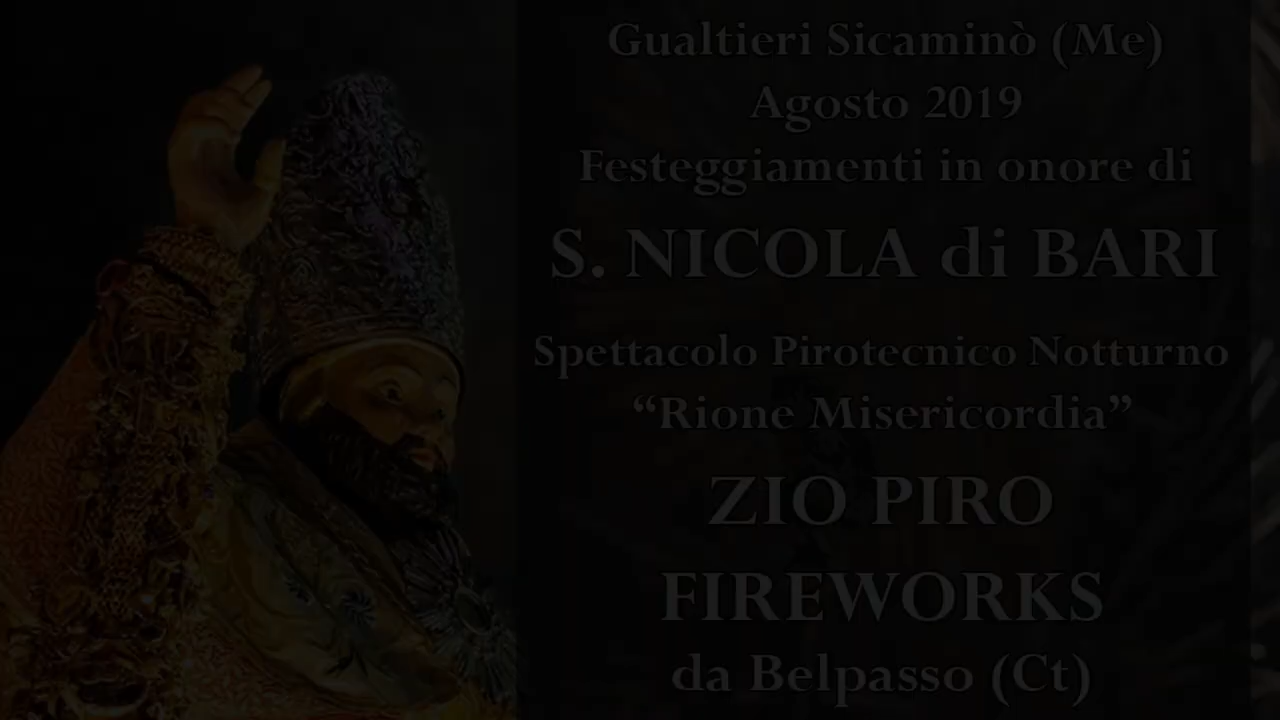 Gualtieri Sicaminò (Me)
Agosto 2019
Festeggiamenti in onore di
S. NICOLA di BARI
Spettacolo Pirotecnico Notturno
“Rione Misericordia”
ZIO PIRO
FIREWORKS
da Belpasso (Ct)